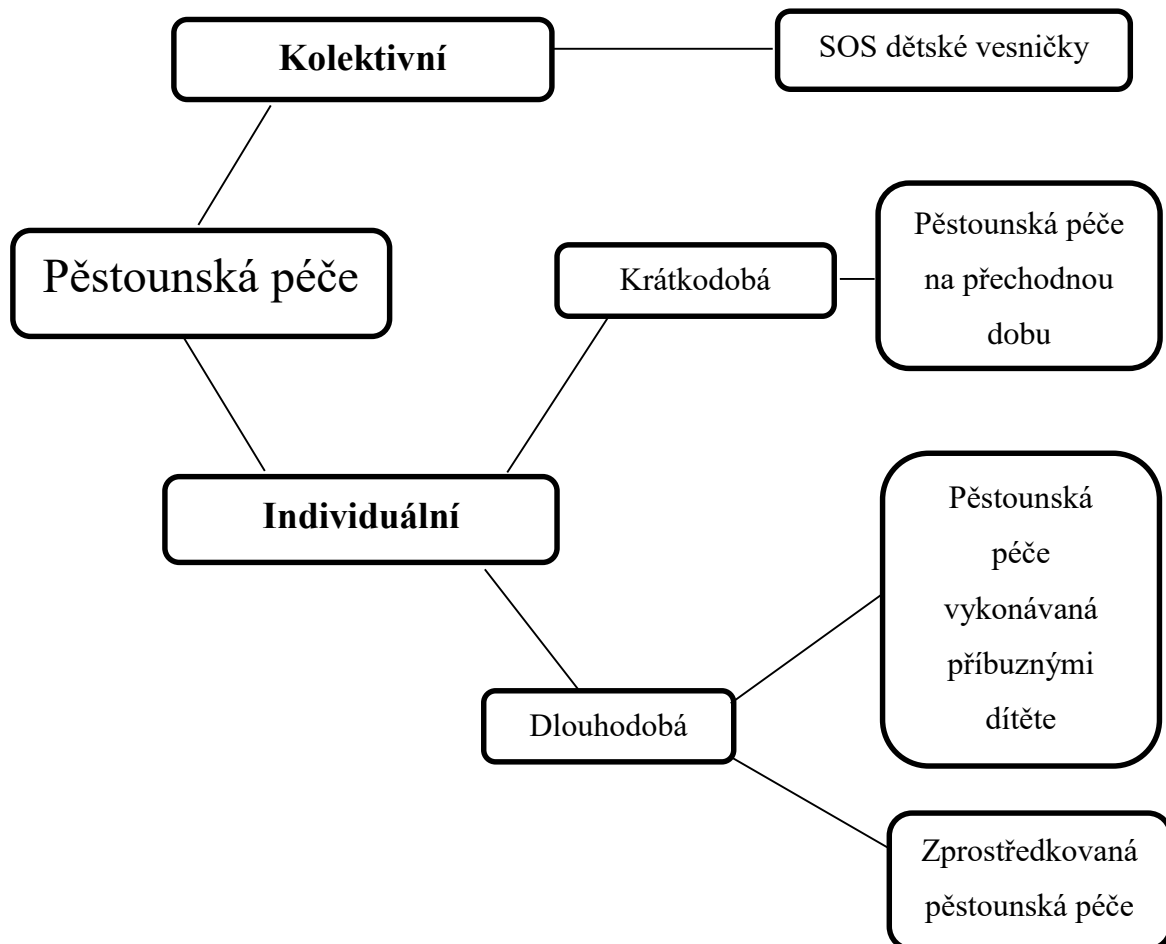 Kolektivní
SOS dětské vesničky
Pěstounská péče
Krátkodobá
Pěstounská péče
na přechodnou
dobu
Individuální
Pěstounská
péče
vykonávaná
příbuznými
dítěte
Dlouhodobá
Zprostředkovaná
pěstounská péče